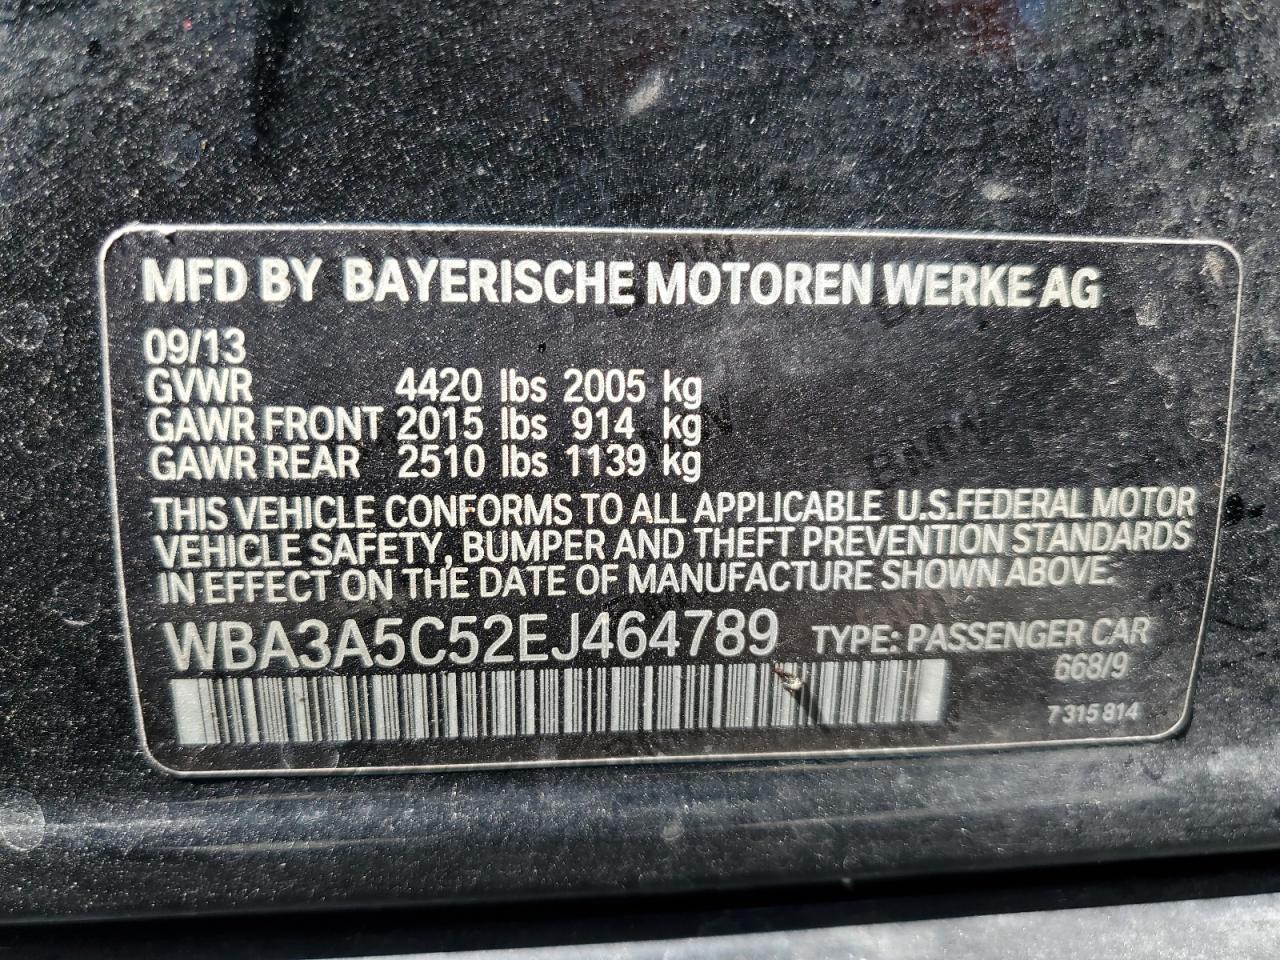 MFD BY BAYERISCHE MOTOREN WERKE AG
09/13
GVWR 4420 lbs 2005 kg
GAWR FRONT 2015 lbs 914 kg
GAWR REAR 2510 lbs 1139 kg
THIS VEHICLE CONFORMS TO ALL APPLICABLE U.S.FEDERAL MOTOR
VEHICLE SAFETY, BUMPER AND THEFT PREVENTION STANDARDS
IN EFFECT ON THE DATE OF MANUFACTURE SHOWN ABOVE.
WBA3A5C52EJ464789 TYPE: PASSENGER CAR
668/9
7 315 814